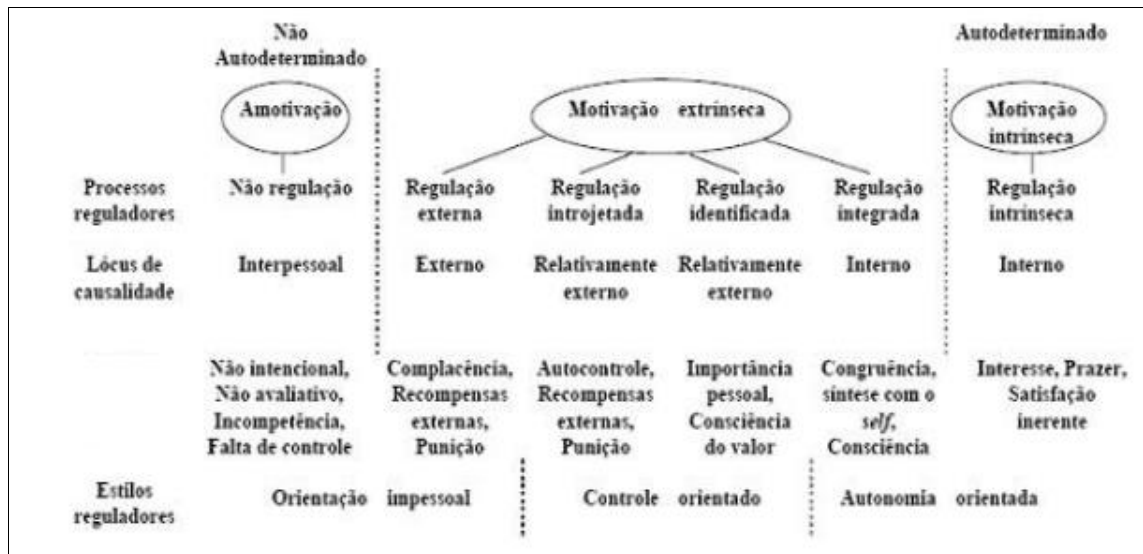 Não
Autodeterminado
Autodeterminado
Amotivação
Motivação extrínseca
Motivação
intrínseca
Processos
reguladores
Não regulação
Regulação
externa
Regulação
introjetada
Regulação
identificada
Regulação
integrada
Regulação
intrínseca
Lócus de
causalidade
Interpessoal
Externo
Relativamente
externo
Relativamente
externo
Interno
Interno
Não intencional,
Não avaliativo,
Incompetência,
Falta de controle
Complacência,
Recompensas
externas,
Punição
Autocontrole,
Recompensas
externas,
Punição
Importância
pessoal,
Consciência
do valor
Congruência,
síntese com o
self,
Consciência
Interesse, Prazer,
Satisfação
inerente
Estilos
reguladores
Orientação impessoal
Controle orientado
Autonomia orientada